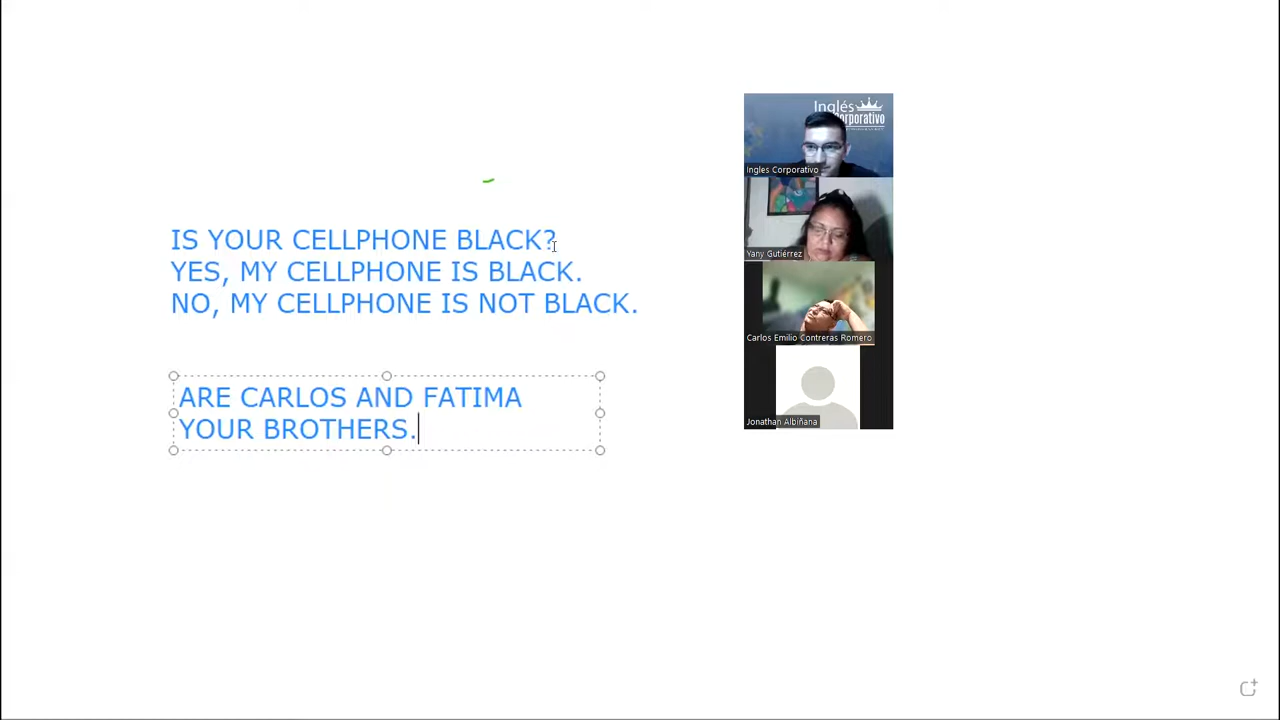 IS YOUR CELLPHONE BLACK?
YES, MY CELLPHONE IS BLACK.
NO, MY CELLPHONE IS NOT BLACK.
ARE CARLOS AND FATIMA
YOUR BROTHERS.
Inglés
Corporativo
Ingles Corporativo
Yany Gutiérrez
Carlos Emilio Contreras Romero
Jonathan Albiñana